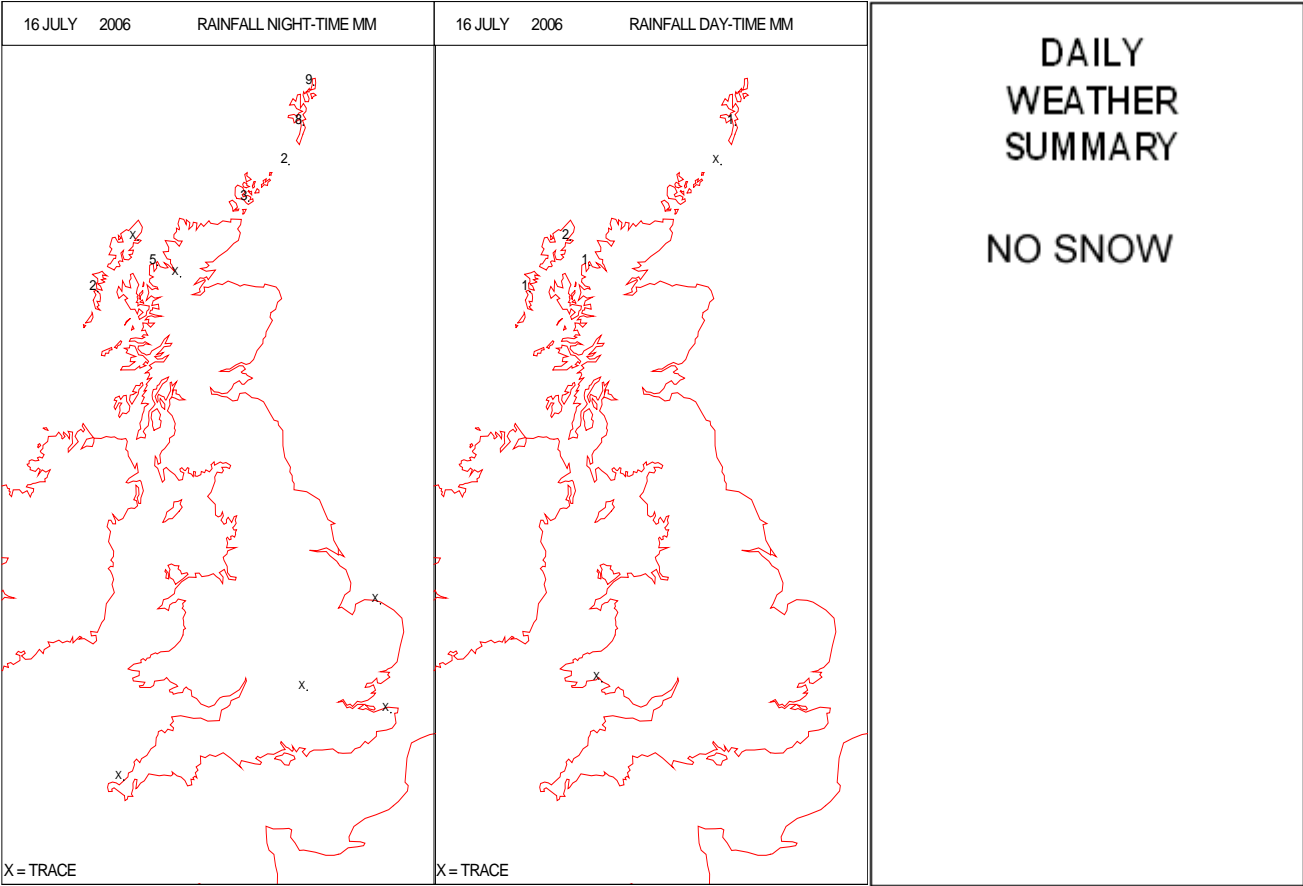 16 JULY 2006 RAINFALL NIGHT-TIME MM
9
8
2
3
X
5
X
2
X
X
X
X
X = TRACE
16 JULY 2006 RAINFALL DAY-TIME MM
1
X
2
1
1
X
X = TRACE
DAILY
WEATHER
SUMMARY
NO SNOW